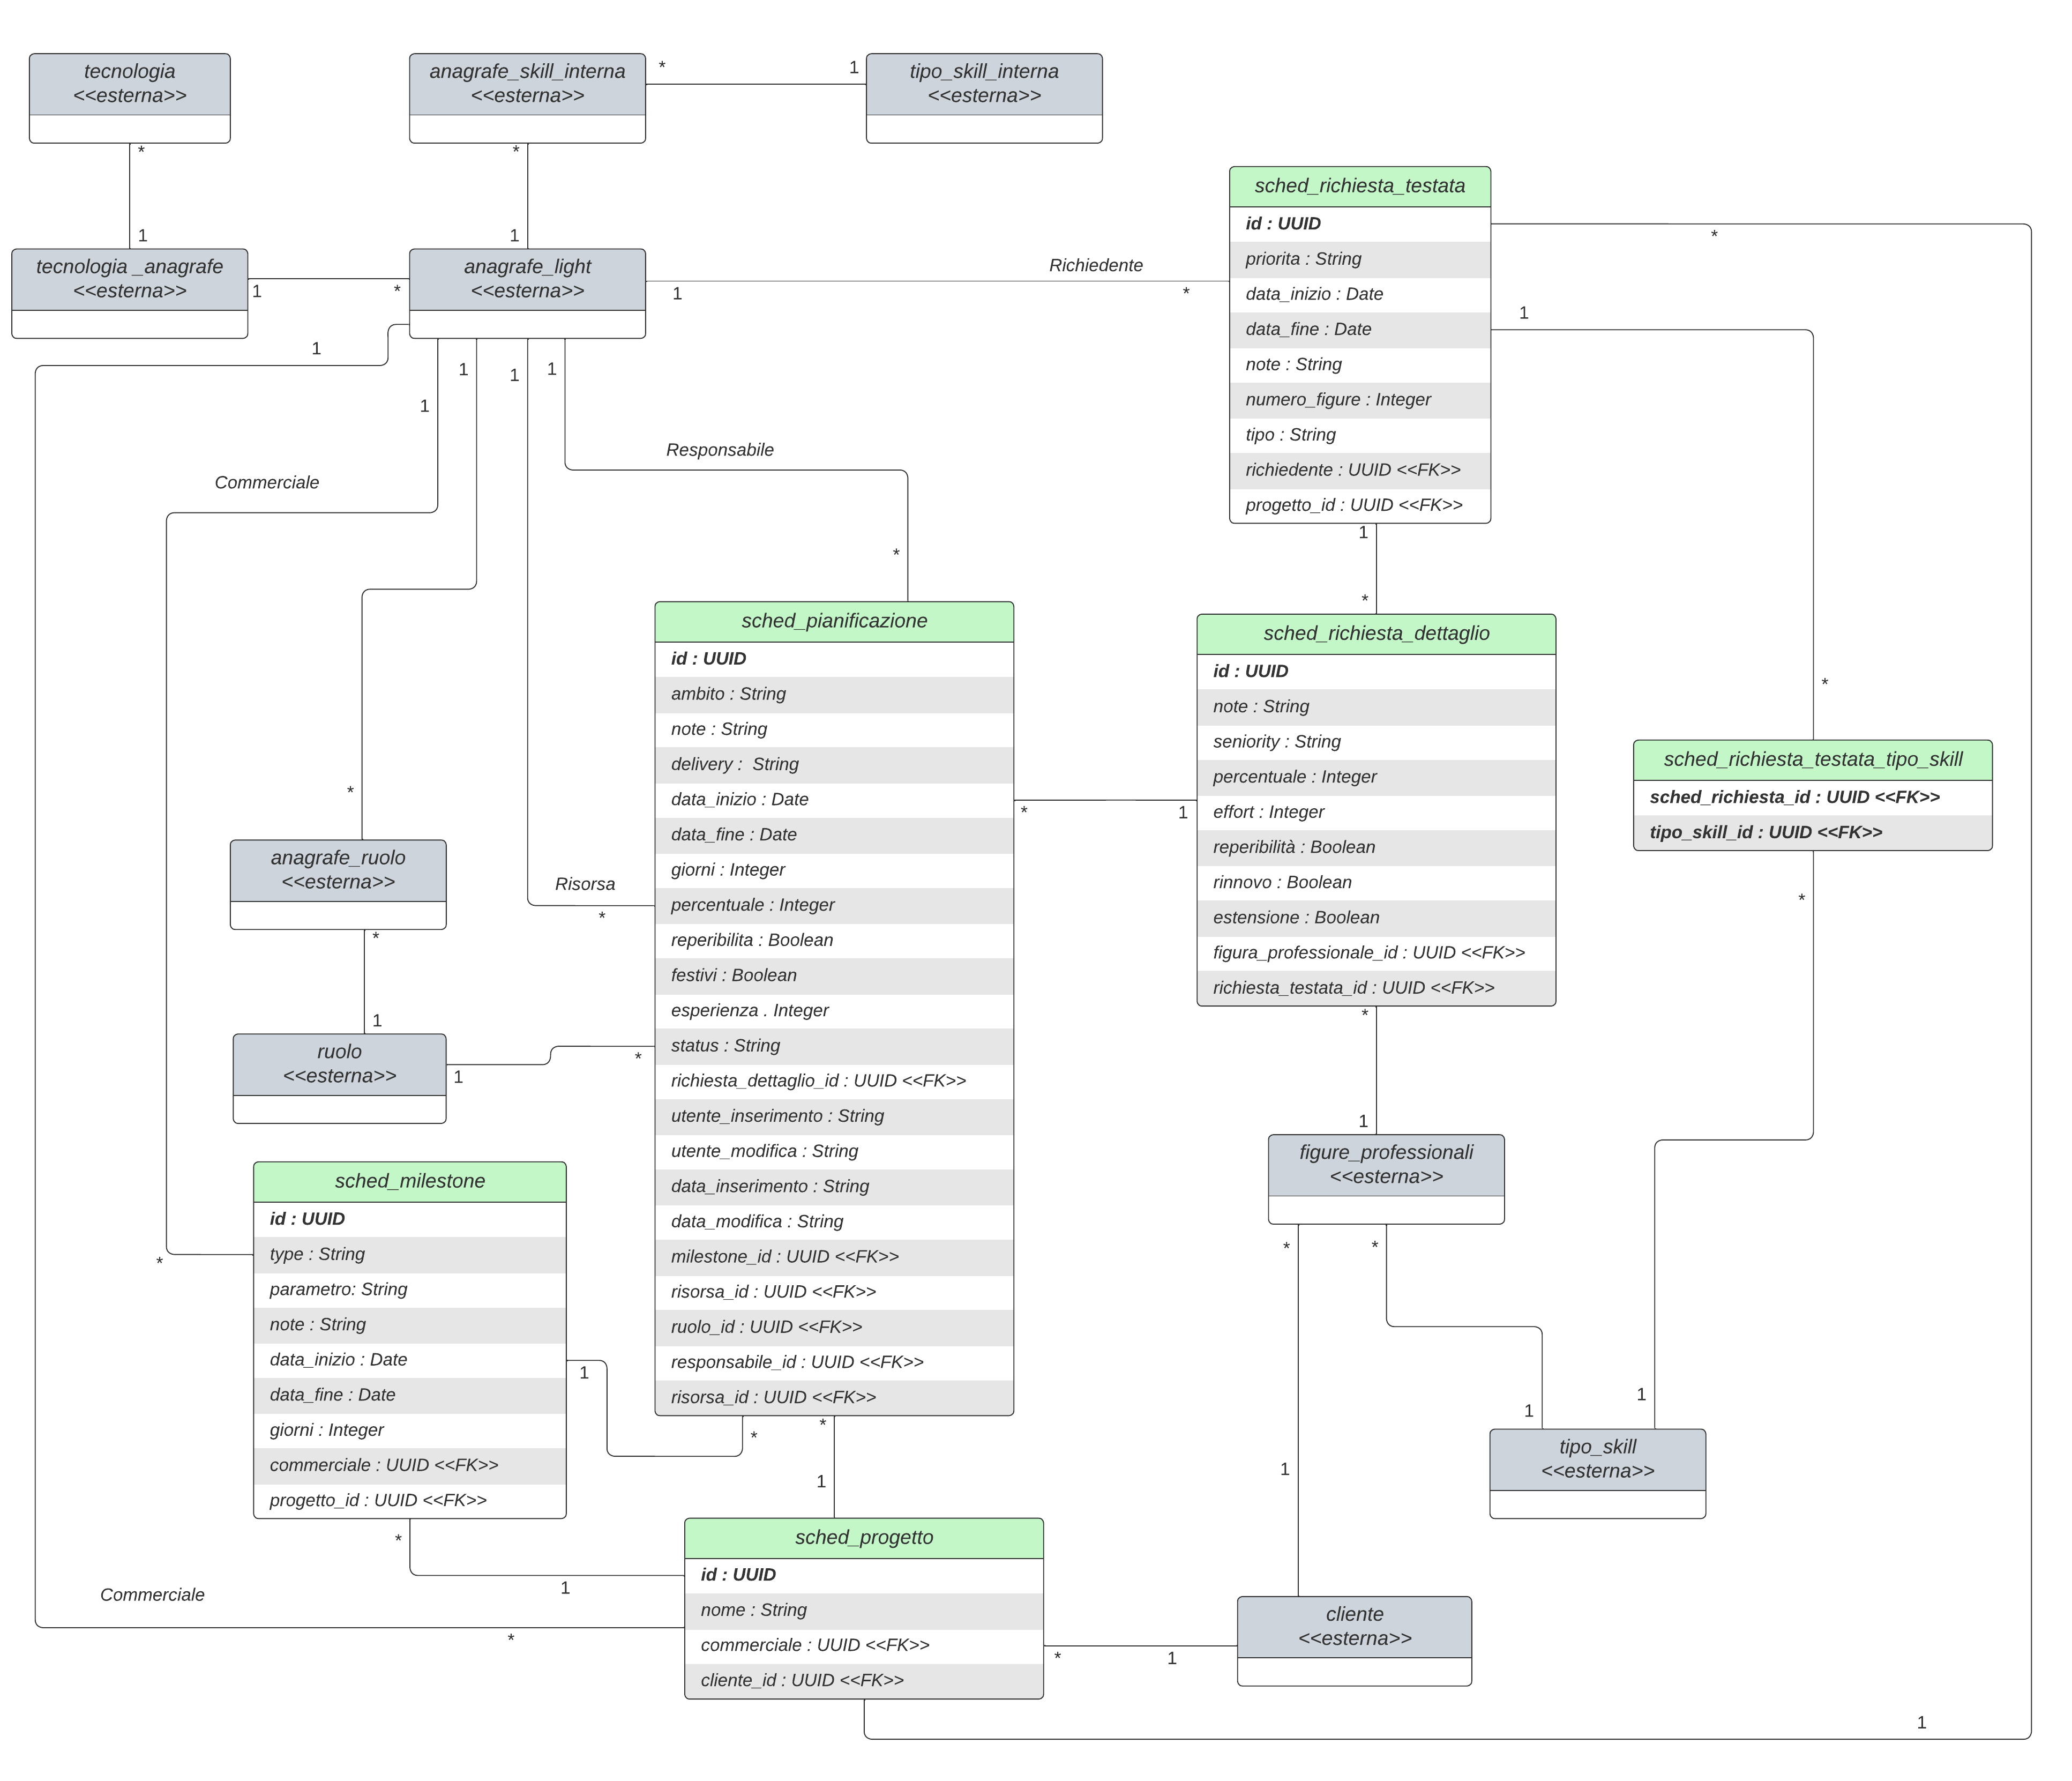 tecnologia
<<esterna>>
*
1
anagrafe_skill_interna
<<esterna>>
*
1
*
1
tipo_skill_interna
<<esterna>>
tecnologia _anagrafe
<<esterna>>
1
*
anagrafe_light
<<esterna>>
1
Richiedente
*
1
1
1
1
1
Commerciale
Responsabile
*
sched_richiesta_testata
id : UUID
priorita : String
data_inizio : Date
data_fine : Date
note : String
numero_figure : Integer
tipo : String
richiedente : UUID <<FK>>
progetto_id : UUID <<FK>>
*
1
1
*
*
sched_pianificazione
id : UUID
ambito : String
note : String
delivery :  String
data_inizio : Date
data_fine : Date
giorni : Integer
percentuale : Integer
reperibilita : Boolean
festivi : Boolean
esperienza . Integer
status : String
richiesta_dettaglio_id : UUID <<FK>>
utente_inserimento : String
utente_modifica : String
data_inserimento : String
data_modifica : String
milestone_id : UUID <<FK>>
risorsa_id : UUID <<FK>>
ruolo_id : UUID <<FK>>
responsabile_id : UUID <<FK>>
risorsa_id : UUID <<FK>>
*
1
sched_richiesta_dettaglio
id : UUID
note : String
seniority : String
percentuale : Integer
effort : Integer
reperibilità : Boolean
rinnovo : Boolean
estensione : Boolean
figura_professionale_id : UUID <<FK>>
richiesta_testata_id : UUID <<FK>>
sched_richiesta_testata_tipo_skill
sched_richiesta_id : UUID <<FK>>
tipo_skill_id : UUID <<FK>>
*
*
anagrafe_ruolo
<<esterna>>
Risorsa
*
*
1
ruolo
<<esterna>>
1
*
*
1
figure_professionali
<<esterna>>
*
*
sched_milestone
id : UUID
type : String
parametro: String
note : String
data_inizio : Date
data_fine : Date
giorni : Integer
commerciale : UUID <<FK>>
progetto_id : UUID <<FK>>
*
1
*
*
1
1
1
1
tipo_skill
<<esterna>>
*
1
Commerciale
*
sched_progetto
id : UUID
nome : String
commerciale : UUID <<FK>>
cliente_id : UUID <<FK>>
*
1
cliente
<<esterna>>
1